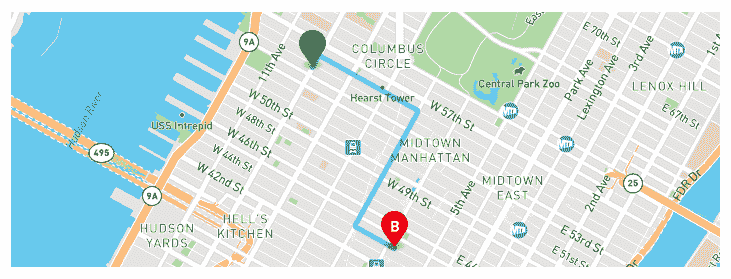 E 70th St
3rd Ave
1st A
9A
11th Ave
COLUMBUS
CIRCLE
Central Park Zoo
Park Ave
Lexington Ave
LENOX HILL
Hearst Tower
W 57th St
E 67th St
Hudson River
USS Intrepid
W 50th St
W 48th St
W 46th St
W 44th St
W 42nd St
MIDTOWN
MANHATTAN
495
W 49th St
MIDTOWN
EAST
5th Ave
2nd Ave
25
FDR Dr
9A
HELL'S
KITCHEN
HUDSON
YARDS
B
E 53rd St
E 51st St